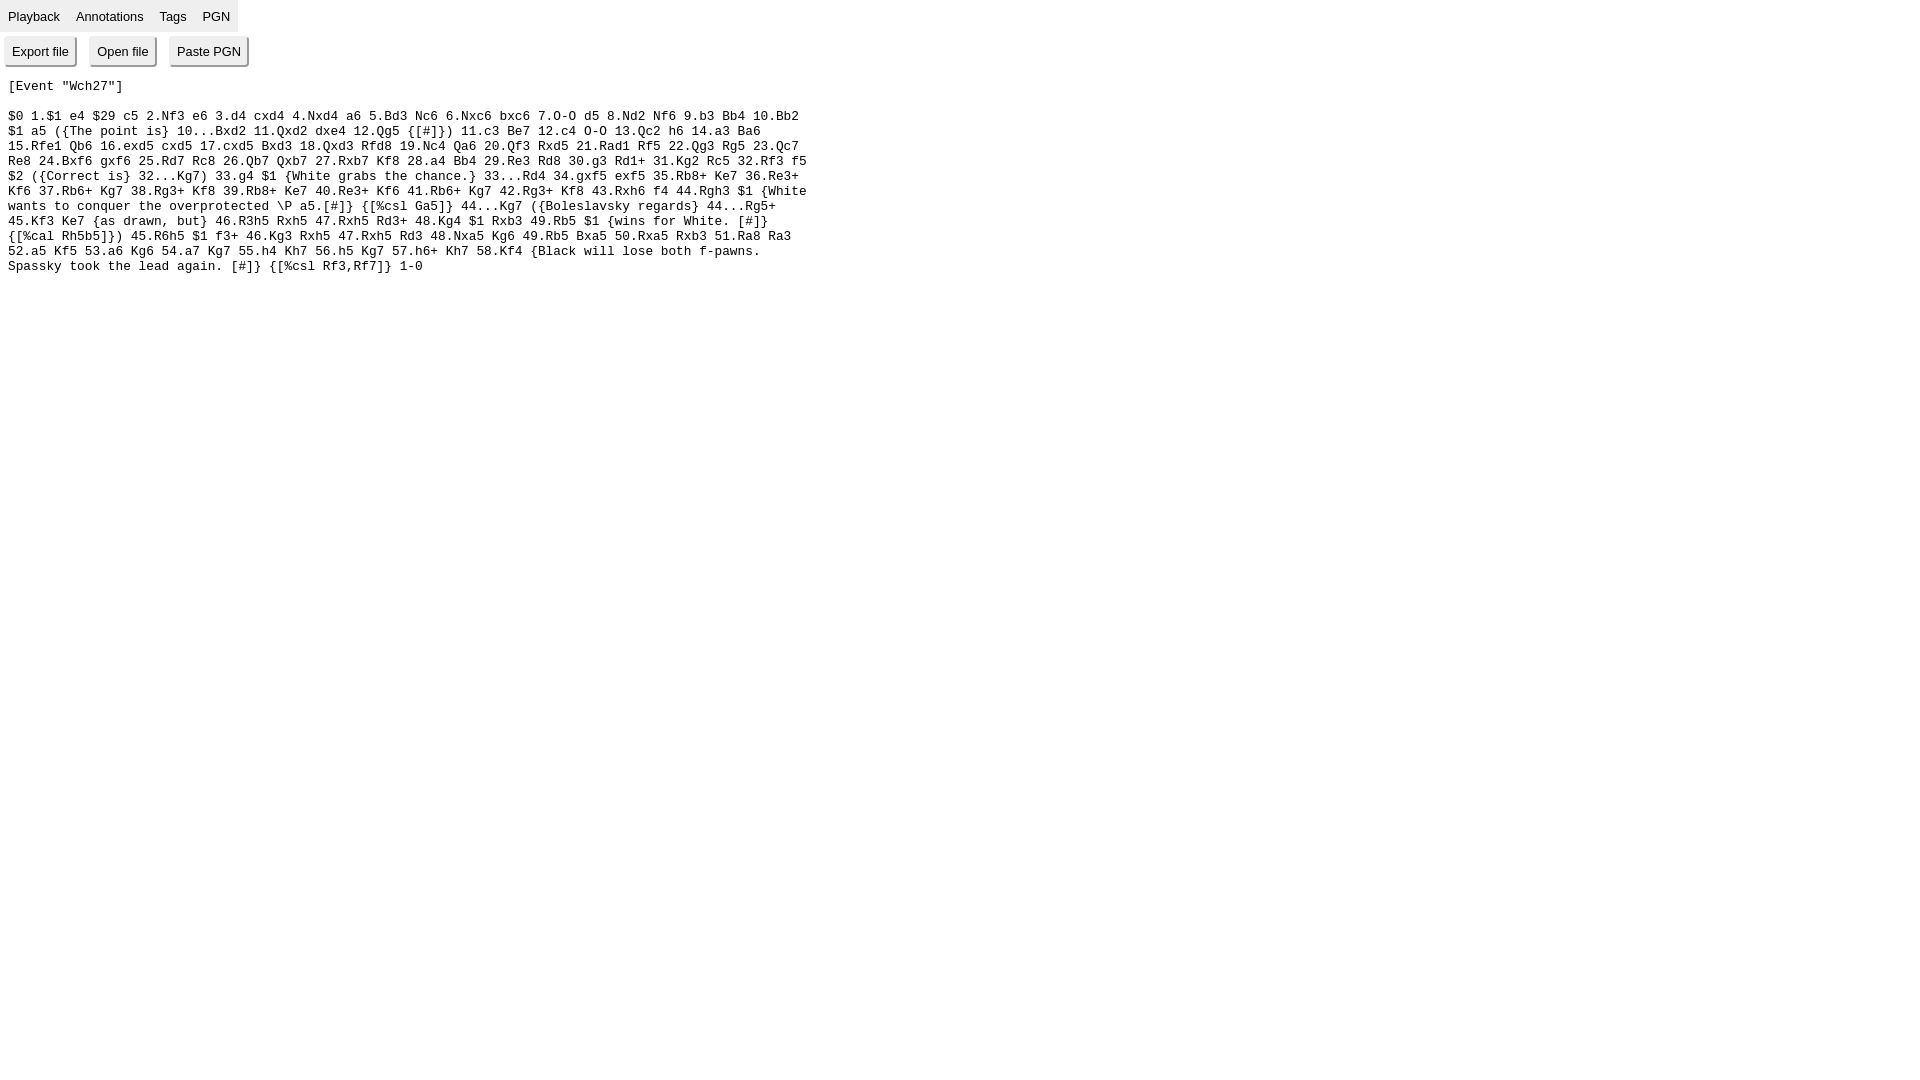 Playback Annotations Tags PGN
Export file Open file Paste PGN
[Event "Wch27"]
$0 1.$1 e4 $29 c5 2.Nf3 e6 3.d4 cxd4 4.Nxd4 a6 5.Bd3 Nc6 6.Nxc6 bxc6 7.O-O d5 8.Nd2 Nf6 9.b3 Bb4 10.Bb2
$1 a5 ({The point is} 10...Bxd2 11.Qxd2 dxe4 12.Qg5 {[#]}) 11.c3 Be7 12.c4 O-O 13.Qc2 h6 14.a3 Ba6
15.Rfe1 Qb6 16.exd5 cxd5 17.cxd5 Bxd3 18.Qxd3 Rfd8 19.Nc4 Qa6 20.Qf3 Rxd5 21.Rad1 Rf5 22.Qg3 Rg5 23.Qc7
Re8 24.Bxf6 gxf6 25.Rd7 Rc8 26.Qb7 Qxb7 27.Rxb7 Kf8 28.a4 Bb4 29.Re3 Rd8 30.g3 Rd1+ 31.Kg2 Rc5 32.Rf3 f5
$2 ({Correct is} 32...Kg7) 33.g4 $1 {White grabs the chance.} 33...Rd4 34.gxf5 exf5 35.Rb8+ Ke7 36.Re3+
Kf6 37.Rb6+ Kg7 38.Rg3+ Kf8 39.Rb8+ Ke7 40.Re3+ Kf6 41.Rb6+ Kg7 42.Rg3+ Kf8 43.Rxh6 f4 44.Rgh3 $1 {White
wants to conquer the overprotected \P a5.[#]} {[%csl Ga5]} 44...Kg7 ({Boleslavsky regards} 44...Rg5+
45.Kf3 Ke7 {as drawn, but} 46.R3h5 Rxh5 47.Rxh5 Rd3+ 48.Kg4 $1 Rxb3 49.Rb5 $1 {wins for White. [#]}
{[%cal Rh5b5]}) 45.R6h5 $1 f3+ 46.Kg3 Rxh5 47.Rxh5 Rd3 48.Nxa5 Kg6 49.Rb5 Bxa5 50.Rxa5 Rxb3 51.Ra8 Ra3
52.a5 Kf5 53.a6 Kg6 54.a7 Kg7 55.h4 Kh7 56.h5 Kg7 57.h6+ Kh7 58.Kf4 {Black will lose both f-pawns.
Spassky took the lead again. [#]} {[%csl Rf3,Rf7]} 1-0